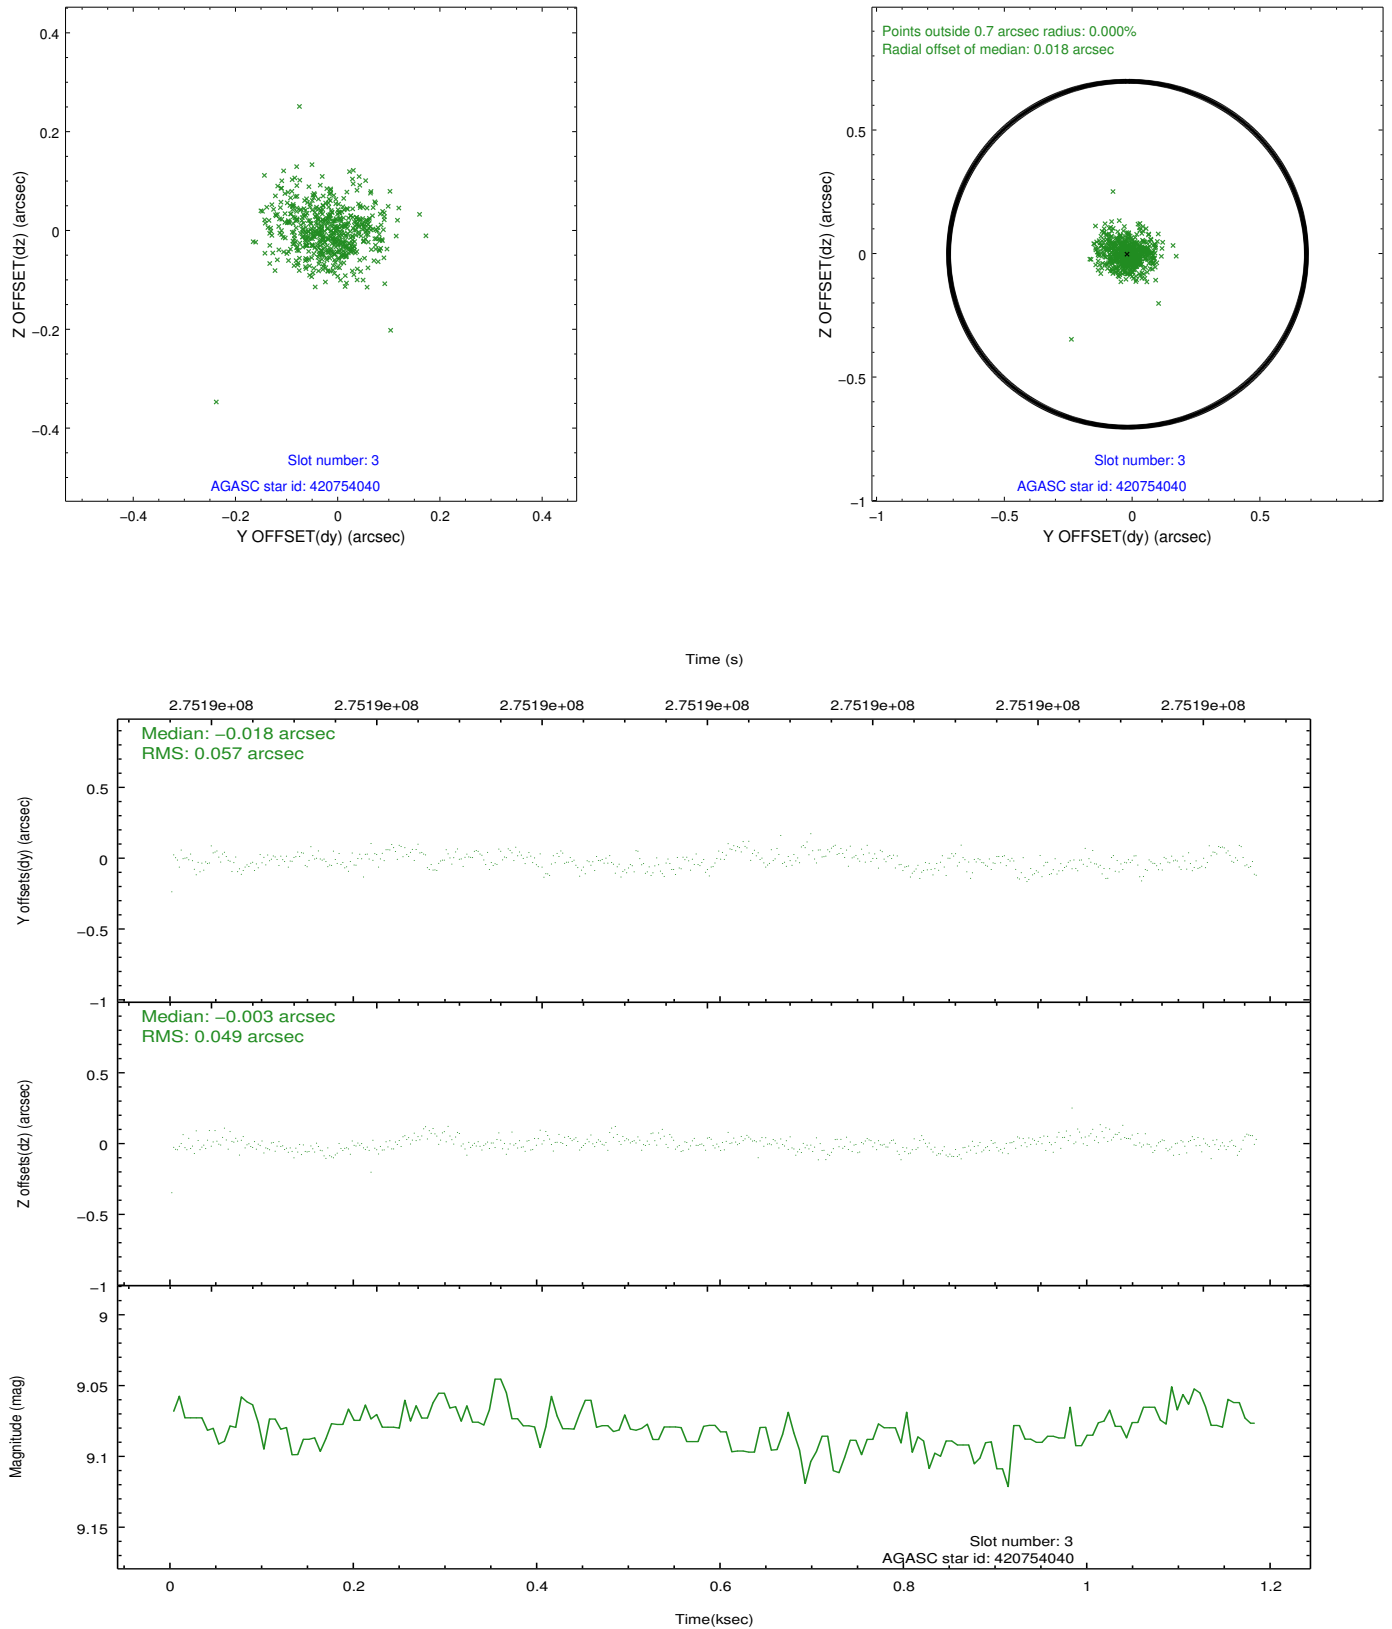 0.4
0.2
0
−0.2
−0.4
Z OFFSET(dz) (arcsec)
Slot number: 3
AGASC star id: 420754040
−0.4 −0.2 0 0.2 0.4
Y OFFSET(dy) (arcsec)
Points outside 0.7 arcsec radius: 0.000%
Radial offset of median: 0.018 arcsec
0.5
0
−0.5
−1
Z OFFSET(dz) (arcsec)
Slot number: 3
AGASC star id: 420754040
−1 −0.5 0 0.5
Y OFFSET(dy) (arcsec)
Time (s)
2.7519e+08 2.7519e+08 2.7519e+08 2.7519e+08 2.7519e+08 2.7519e+08 2.7519e+08
Median: −0.018 arcsec
RMS: 0.057 arcsec
0.5
0
−0.5
−1
Y offsets(dy) (arcsec)
Median: −0.003 arcsec
RMS: 0.049 arcsec
0.5
0
−0.5
−1
Z offsets(dz) (arcsec)
9
9.05
9.1
9.15
Magnitude (mag)
Slot number: 3
AGASC star id: 420754040
0 0.2 0.4 0.6 0.8 1 1.2
Time(ksec)